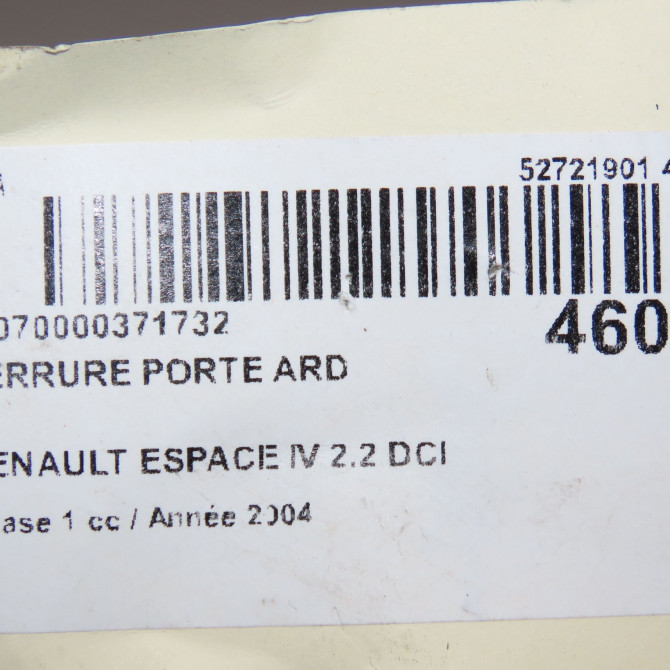 A
52721901 4
070000371732
460
ERRURE PORTE ARD
ENAULT ESPACE IV 2.2 DCI
ase 1 cc / Année 2004